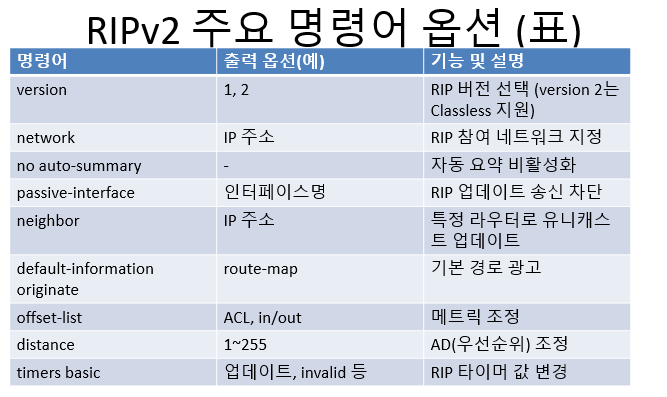 RIPv2 주요 명령어 옵션 (표)
명령어 출력 옵션(예) 기능 및 설명
version 1, 2 RIP 버전 선택 (version 2는
Classless 지원)
network IP 주소 RIP 참여 네트워크 지정
no auto-summary - 자동 요약 비활성화
passive-interface 인터페이스명 RIP 업데이트 송신 차단
neighbor IP 주소 특정 라우터로 유니캐스
트 업데이트
default-information route-map 기본 경로 광고
originate
offset-list ACL, in/out 메트릭 조정
distance 1~255 AD(우선순위) 조정
timers basic 업데이트, invalid 등 RIP 타이머 값 변경